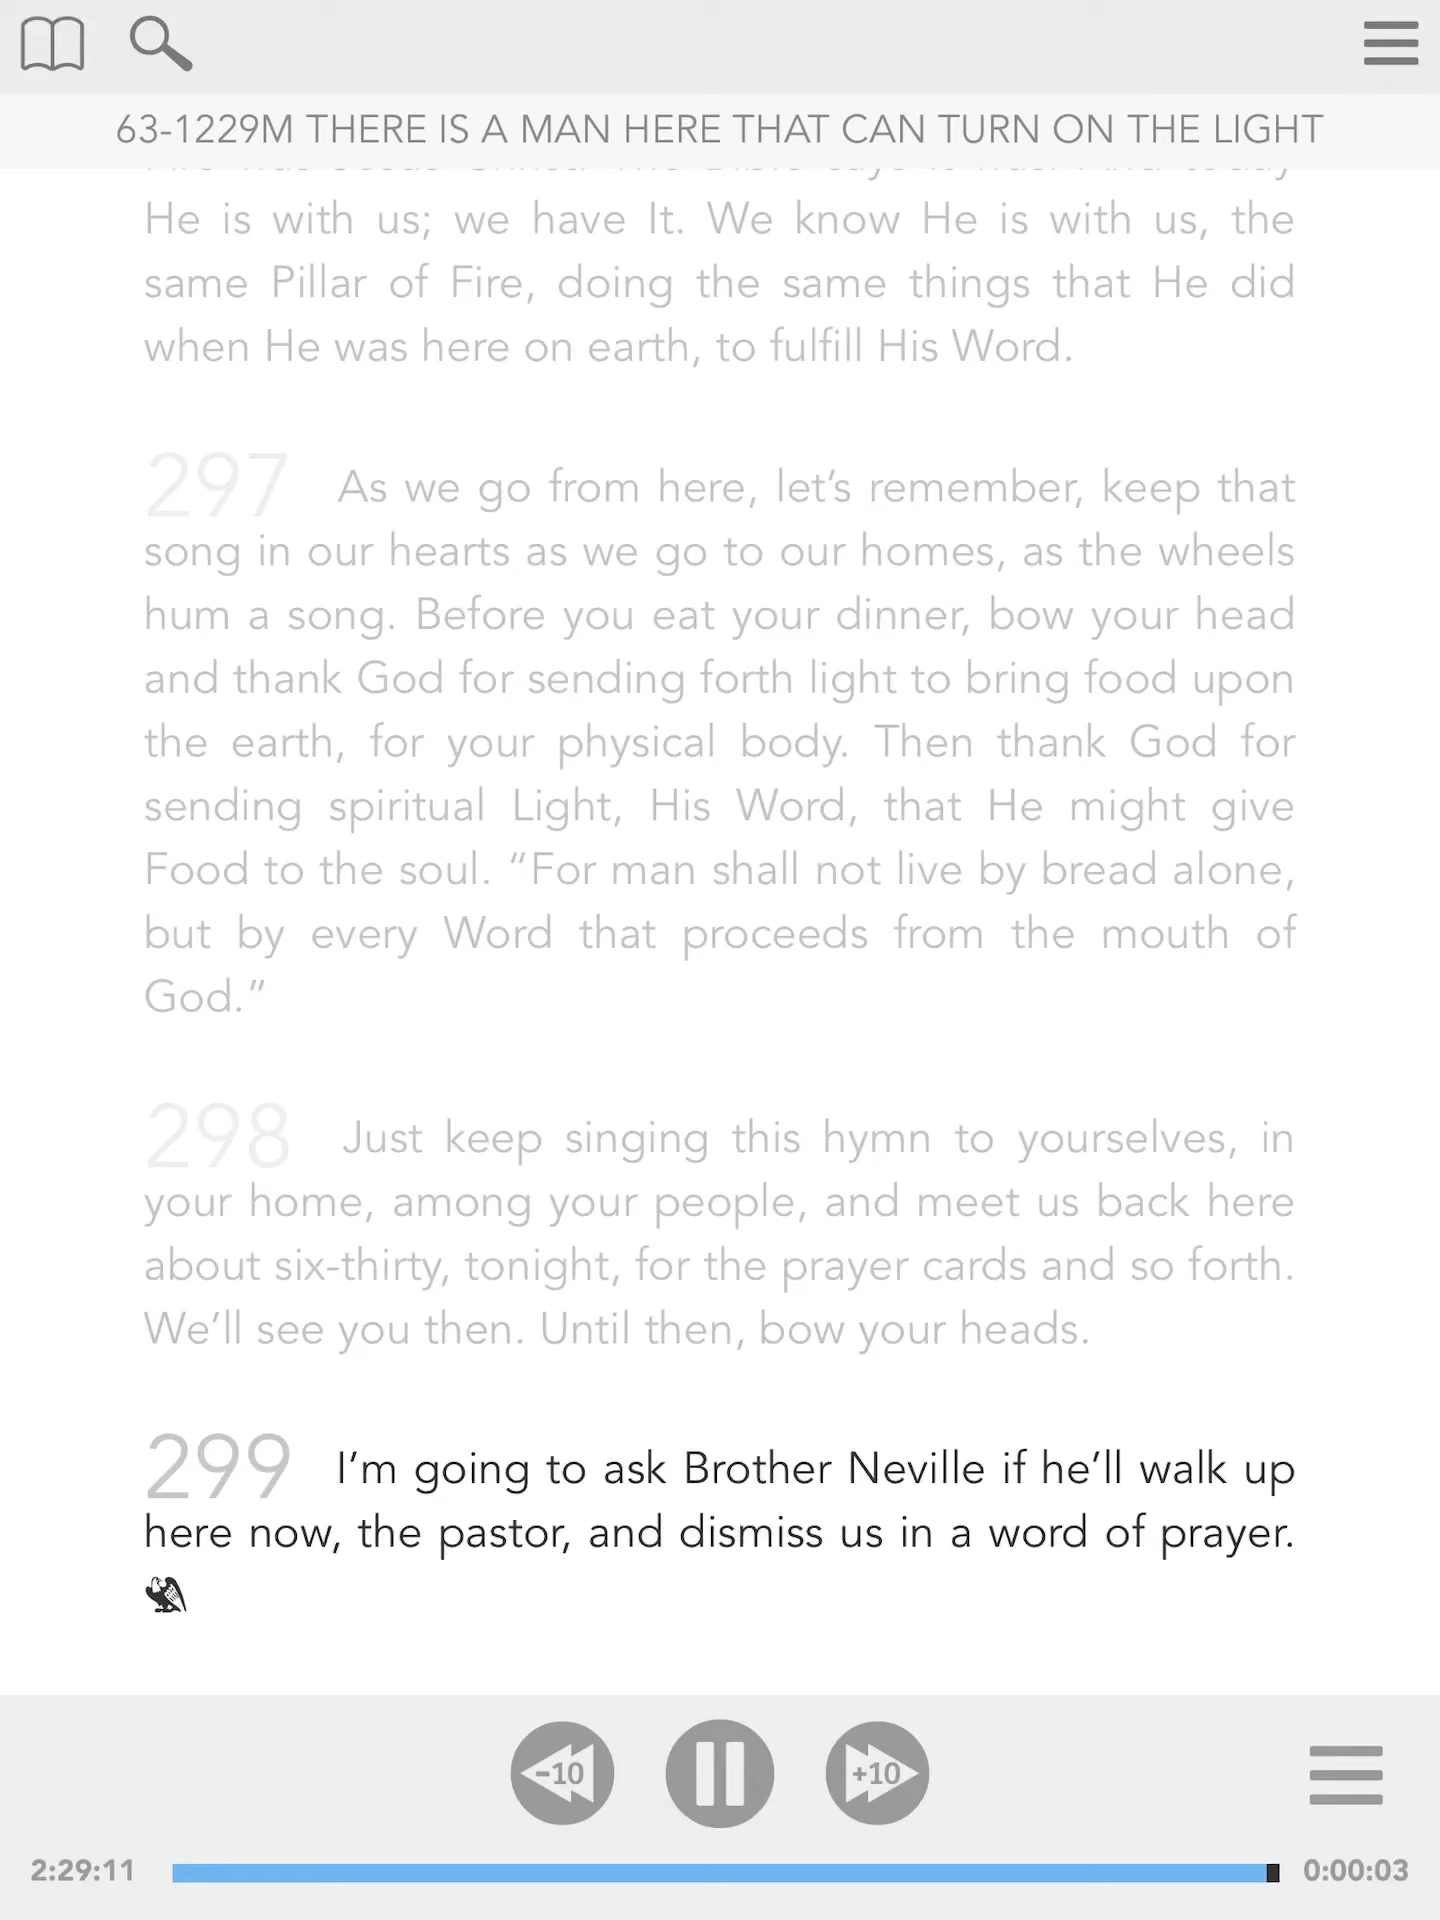 63-1229M THERE IS A MAN HERE THAT CAN TURN ON THE LIGHT
He is with us; we have It. We know He is with us, the
same Pillar of Fire, doing the same things that He did
when He was here on earth, to fulfill His Word.
297 As we go from here, let’s remember, keep that
song in our hearts as we go to our homes, as the wheels
hum a song. Before you eat your dinner, bow your head
and thank God for sending forth light to bring food upon
the earth, for your physical body. Then thank God for
sending spiritual Light, His Word, that He might give
Food to the soul. “For man shall not live by bread alone,
but by every Word that proceeds from the mouth of
God.”
298 Just keep singing this hymn to yourselves, in
your home, among your people, and meet us back here
about six-thirty, tonight, for the prayer cards and so forth.
We’ll see you then. Until then, bow your heads.
299 I’m going to ask Brother Neville if he’ll walk up
here now, the pastor, and dismiss us in a word of prayer.
-10 +10
2:29:11 0:00:03